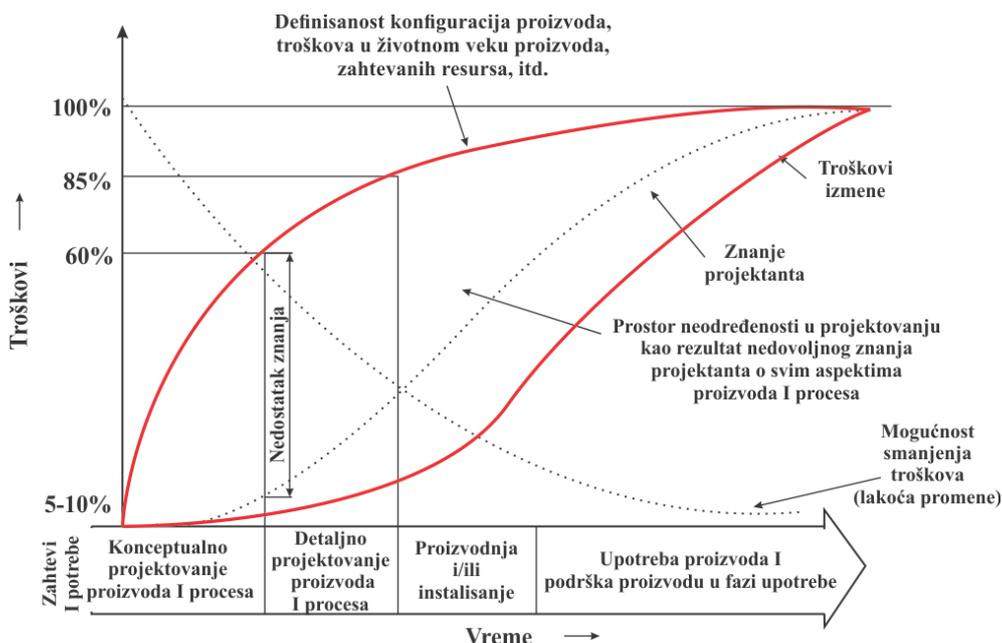 Definisanost konfiguracija proizvoda,
troškova u životnom veku proizvoda,
zahtevanih resursa, itd.
100%
85%
60%
5-10%
Troškovi
Troškovi
izmene
Znanje
projektanta
Nedostatak znanja
Prostor neodređenosti u projektovanju
kao rezultat nedovoljnog znanja
projektanta o svim aspektima
proizvoda I procesa
Mogućnost
smanjenja
troškova
(lakoća promene)
Zahtevi
I potrebe
Konceptualno
projektovanje
proizvoda I procesa
Detaljno
projektovanje
proizvoda
I procesa
Proizvodnja
i/ili
instalisanje
Upotreba proizvoda I
podrška proizvodu u fazi upotrebe
Vreme